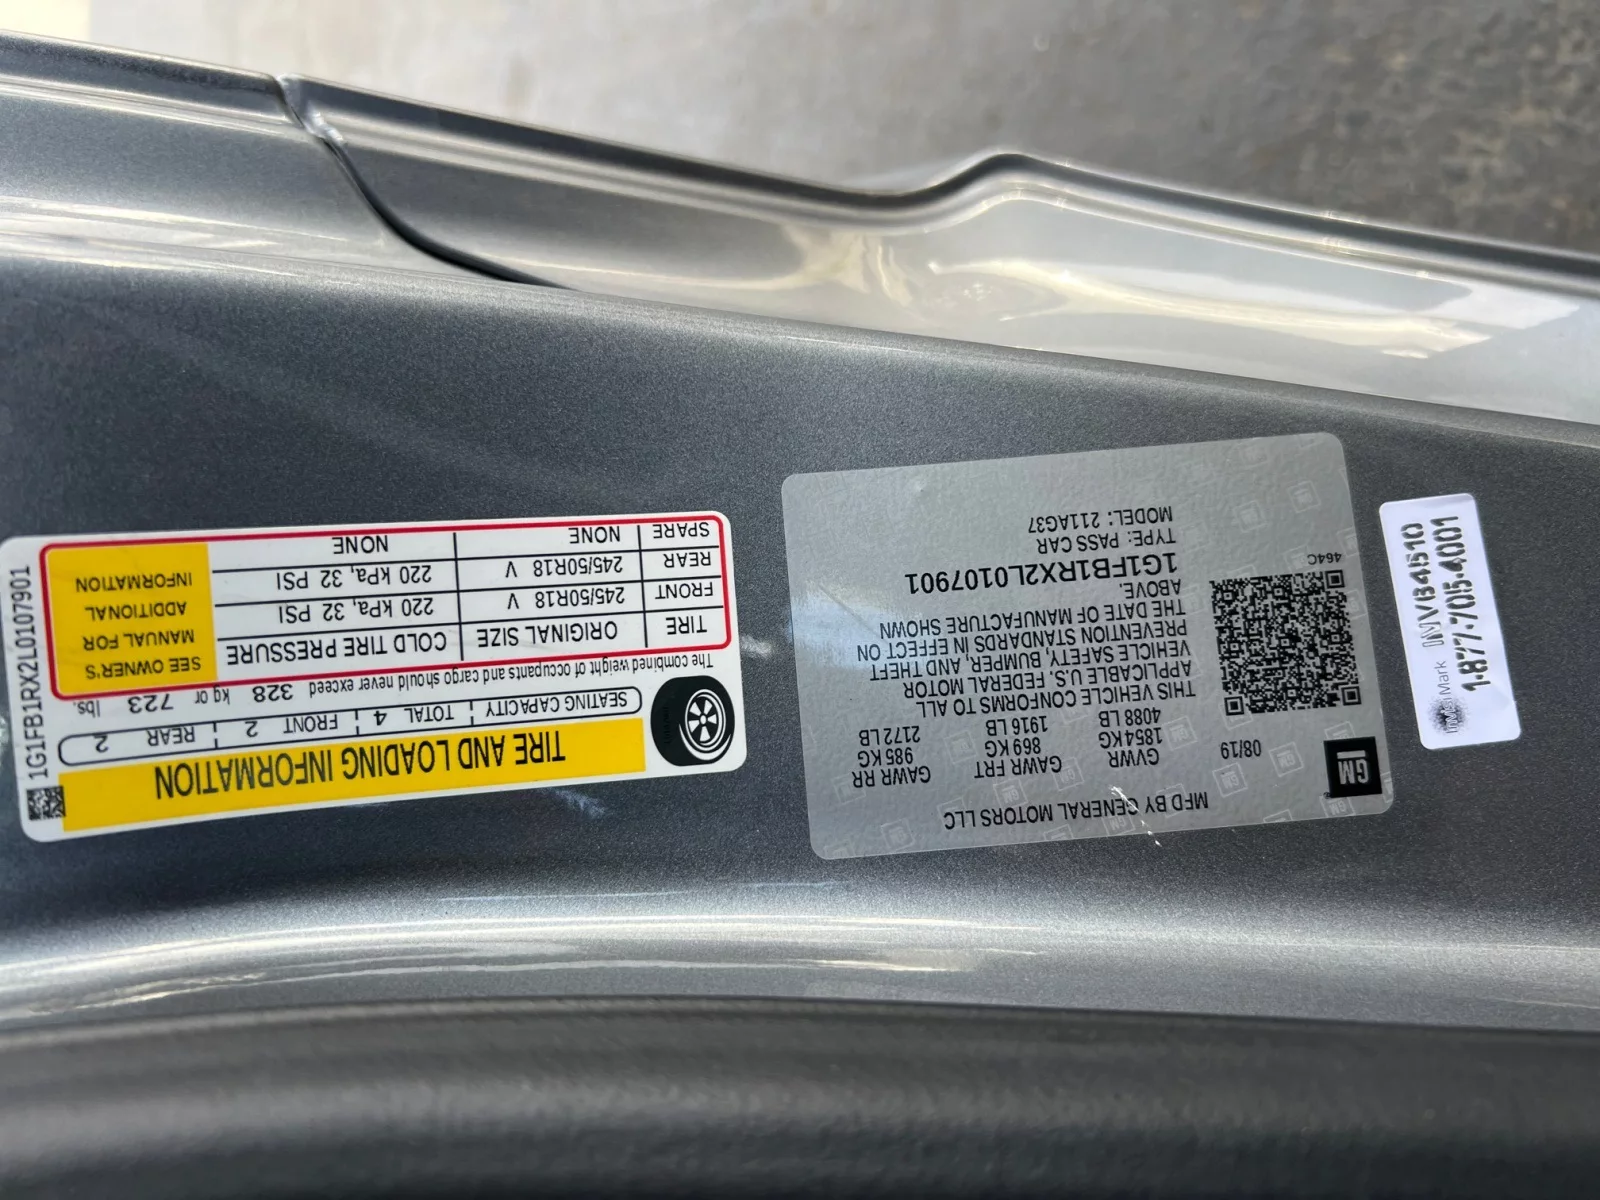 TIRE AND LOADING INFORMATION
SEATING CAPACITY | TOTAL 4 | FRONT 2 | REAR 2
The combined weight of occupants and cargo should never exceed 328 kg or 723 lbs.
TIRE | ORIGINAL SIZE | COLD TIRE PRESSURE
FRONT | 245/50R18 V | 220 kPa, 32 PSI
REAR | 245/50R18 V | 220 kPa, 32 PSI
SPARE | NONE | NONE
SEE OWNER'S
MANUAL FOR
ADDITIONAL
INFORMATION
1G1FB1RX2L0107901
MFD BY GENERAL MOTORS LLC
GM
08/19
GVWR GAWR FRT GAWR RR
1854KG 869 KG 985 KG
4088 LB 1916 LB 2172 LB
THIS VEHICLE CONFORMS TO ALL
APPLICABLE U.S. FEDERAL MOTOR
VEHICLE SAFETY, BUMPER, AND THEFT
PREVENTION STANDARDS IN EFFECT ON
THE DATE OF MANUFACTURE SHOWN
ABOVE.
1G1FB1RX2L0107901
TYPE: PASS CAR
MODEL: 211AG37
464C
Mark MVB4510
1-877-705-4001